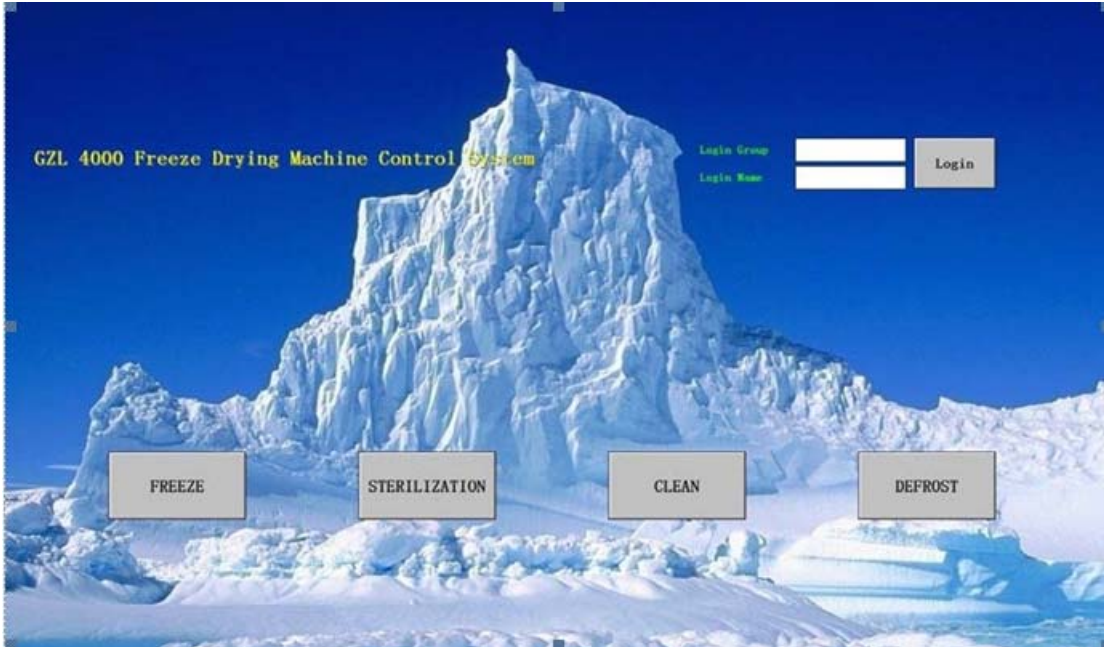 GZL 4000 Freeze Drying Machine Control System
Login Group
Login Name
Login
FREEZE
STERILIZATION
CLEAN
DEFROST